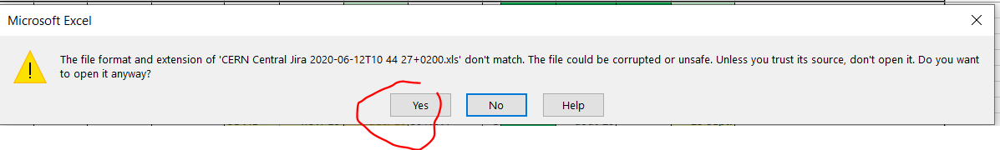 Microsoft Excel
The file format and extension of 'CERN Central Jira 2020-06-12T10 44 27+0200.xls' don't match. The file could be corrupted or unsafe. Unless you trust its source, don't open it. Do you want
to open it anyway?
Yes
No
Help